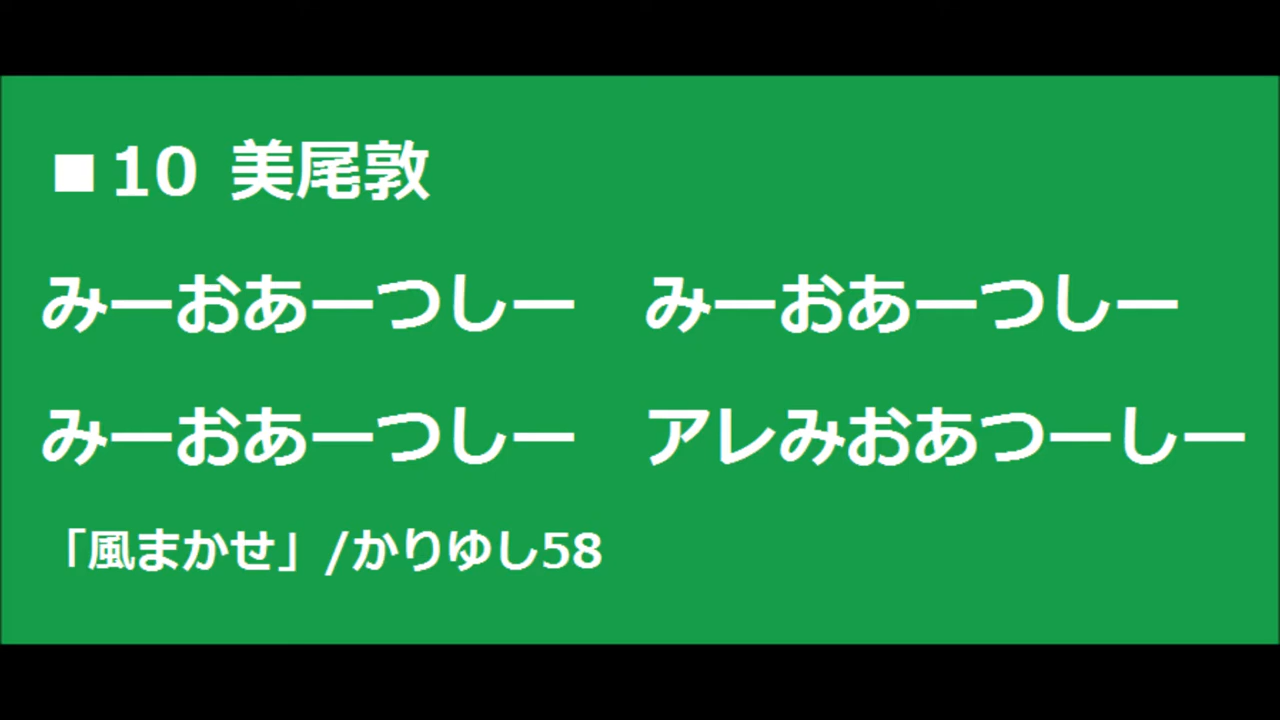 ■10 美尾敦
みーおあーつしー　みーおあーつしー
みーおあーつしー　アレみおあつーしー
「風まかせ」/かりゆし58